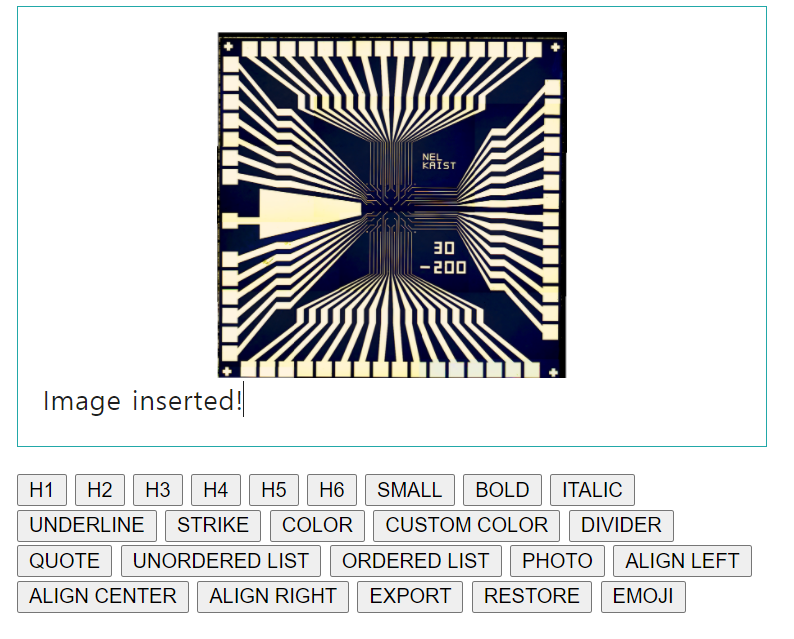 NEL
KAIST
30
-200
Image inserted!
H1 H2 H3 H4 H5 H6 SMALL BOLD ITALIC
UNDERLINE STRIKE COLOR CUSTOM COLOR DIVIDER
QUOTE UNORDERED LIST ORDERED LIST PHOTO ALIGN LEFT
ALIGN CENTER ALIGN RIGHT EXPORT RESTORE EMOJI